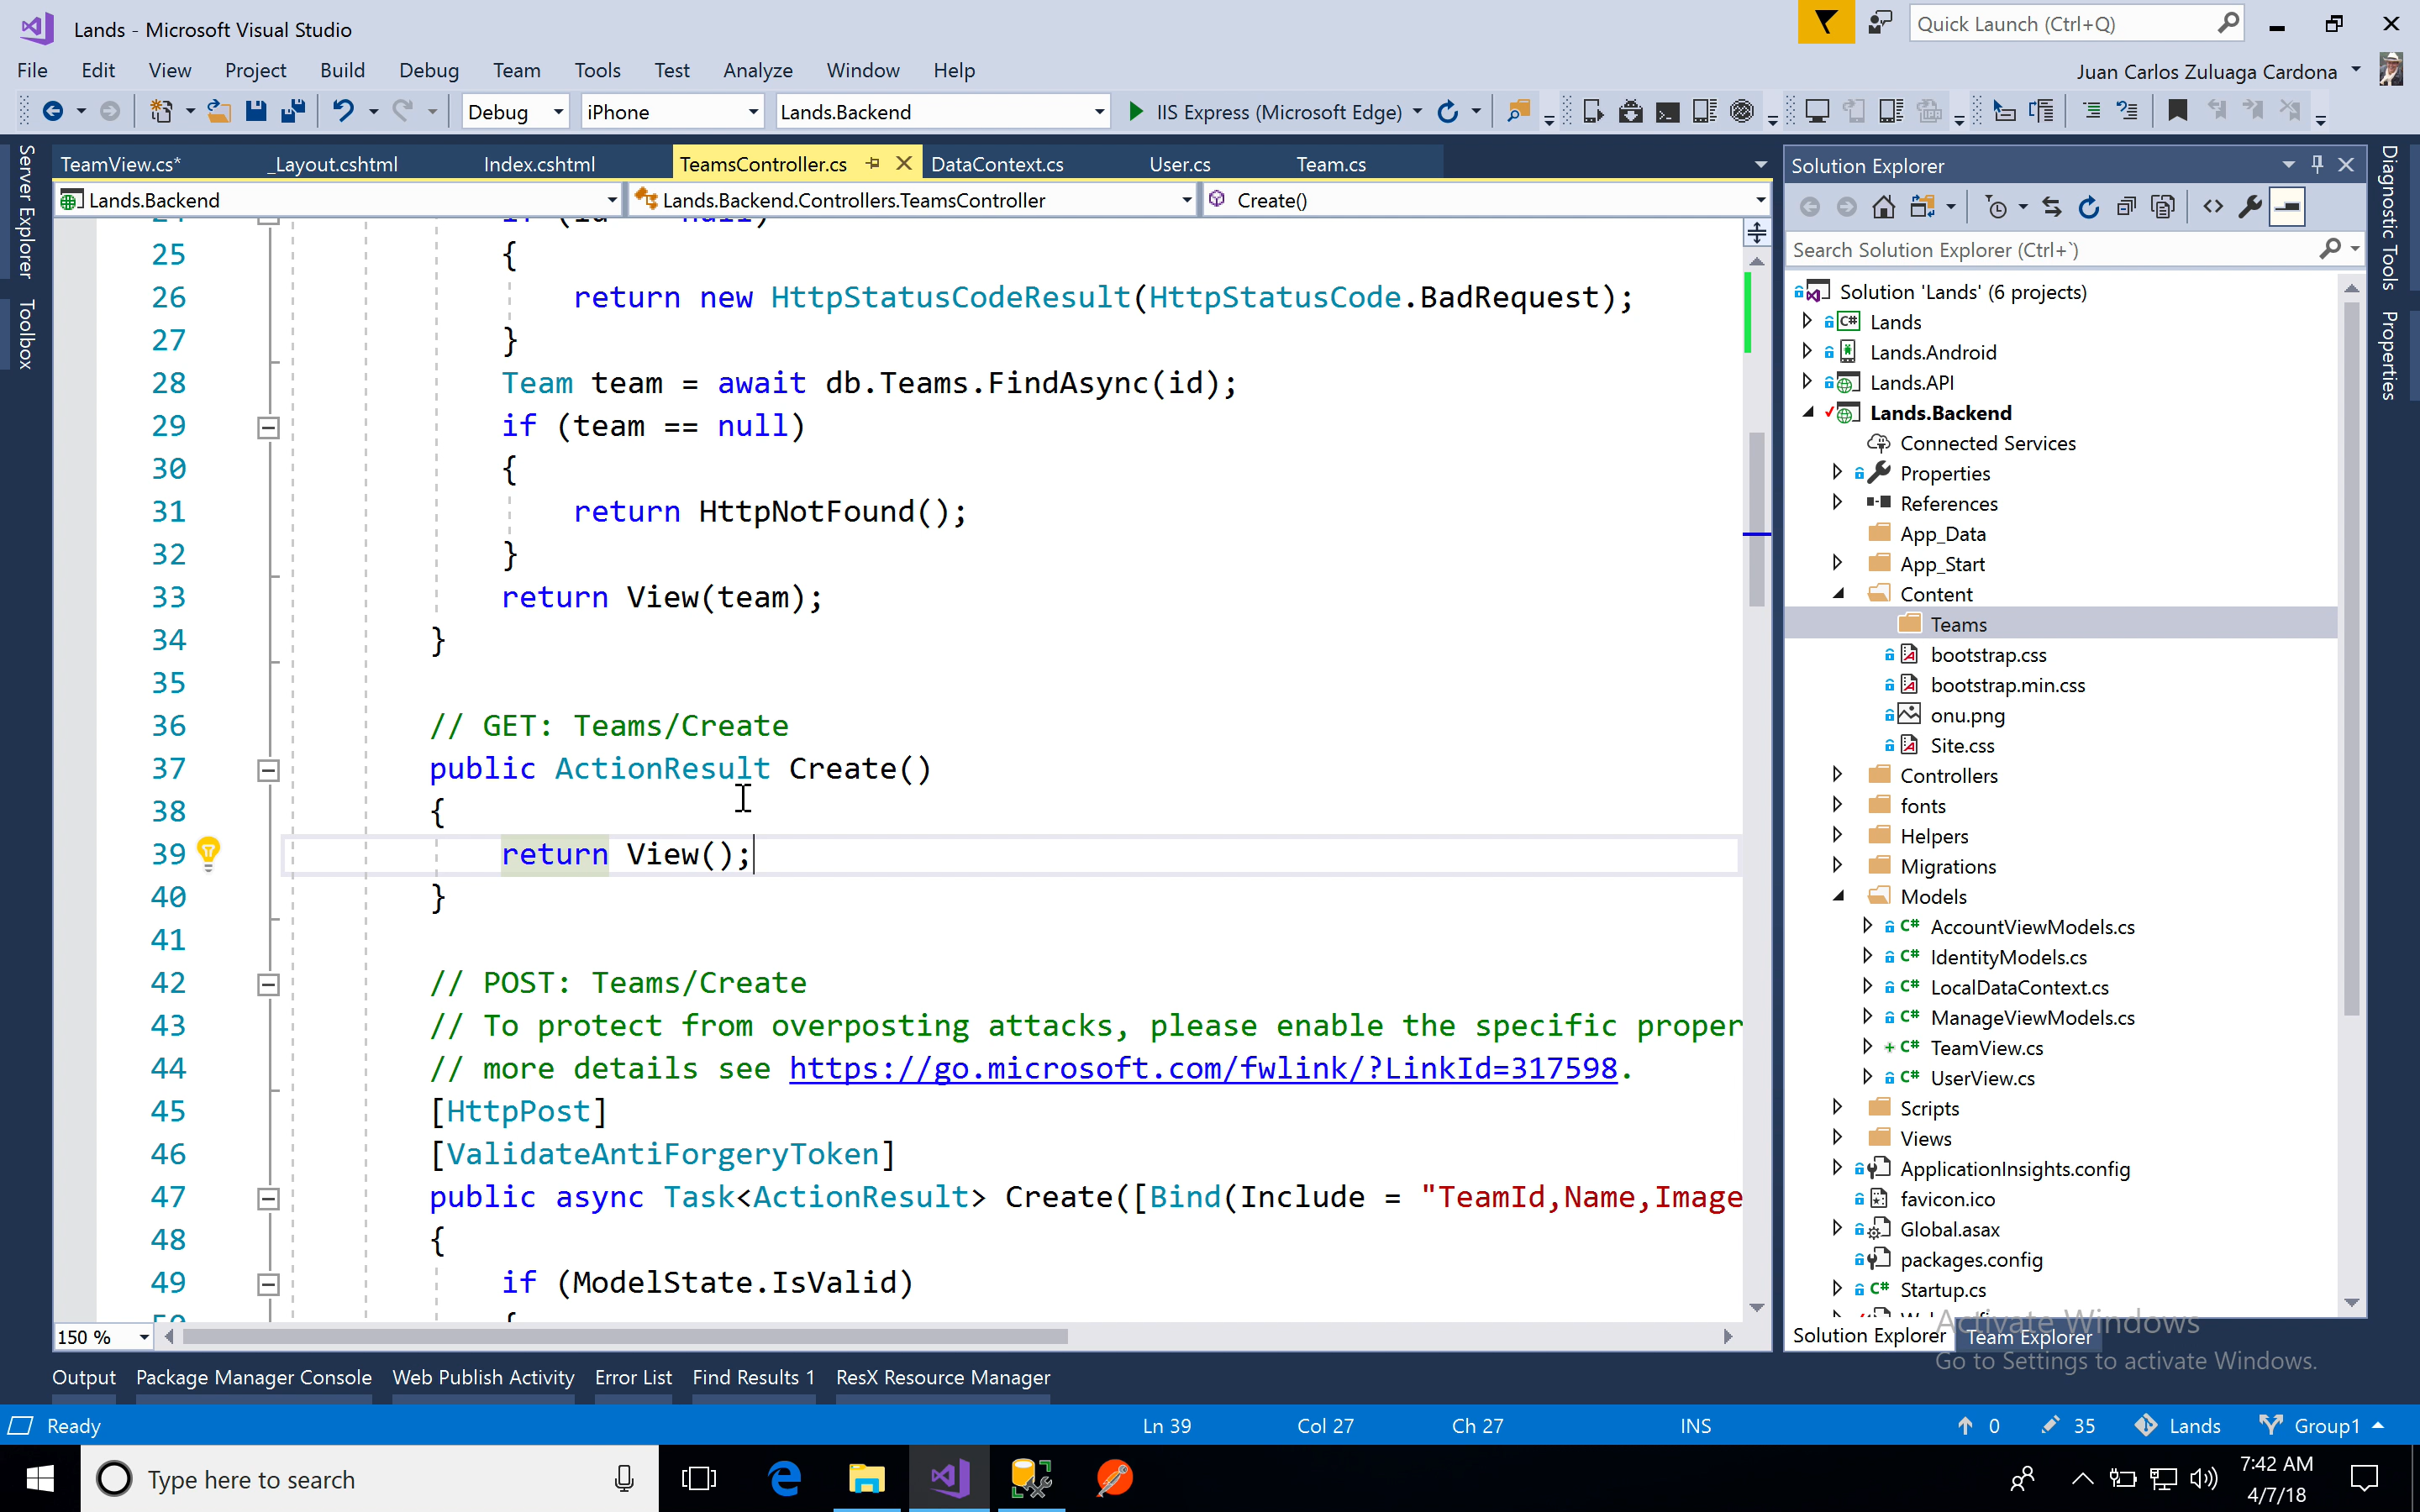 Lands - Microsoft Visual Studio
Quick Launch (Ctrl+Q)
File Edit View Project Build Debug Team Tools Test Analyze Window Help
Juan Carlos Zuluaga Cardona
Debug iPhone Lands.Backend IIS Express (Microsoft Edge)
Server Explorer
Toolbox
TeamView.cs* _Layout.cshtml Index.cshtml TeamsController.cs DataContext.cs User.cs Team.cs
Lands.Backend Lands.Backend.Controllers.TeamsController Create()
25 {
26 return new HttpStatusCodeResult(HttpStatusCode.BadRequest);
27 }
28 Team team = await db.Teams.FindAsync(id);
29 if (team == null)
30 {
31 return HttpNotFound();
32 }
33 return View(team);
34 }
35
36 // GET: Teams/Create
37 public ActionResult Create()
38 {
39 return View();
40 }
41
42 // POST: Teams/Create
43 // To protect from overposting attacks, please enable the specific proper
44 // more details see https://go.microsoft.com/fwlink/?LinkId=317598.
45 [HttpPost]
46 [ValidateAntiForgeryToken]
47 public async Task<ActionResult> Create([Bind(Include = "TeamId,Name,Image
48 {
49 if (ModelState.IsValid)
150 %
Solution Explorer
Search Solution Explorer (Ctrl+`)
Solution 'Lands' (6 projects)
Lands
Lands.Android
Lands.API
Lands.Backend
Connected Services
Properties
References
App_Data
App_Start
Content
Teams
bootstrap.css
bootstrap.min.css
onu.png
Site.css
Controllers
fonts
Helpers
Migrations
Models
AccountViewModels.cs
IdentityModels.cs
LocalDataContext.cs
ManageViewModels.cs
TeamView.cs
UserView.cs
Scripts
Views
ApplicationInsights.config
favicon.ico
Global.asax
packages.config
Startup.cs
Solution Explorer Team Explorer
Diagnostic Tools
Properties
Activate Windows
Go to Settings to activate Windows.
Output Package Manager Console Web Publish Activity Error List Find Results 1 ResX Resource Manager
Ready Ln 39 Col 27 Ch 27 INS 0 35 Lands Group1
Type here to search
7:42 AM
4/7/18